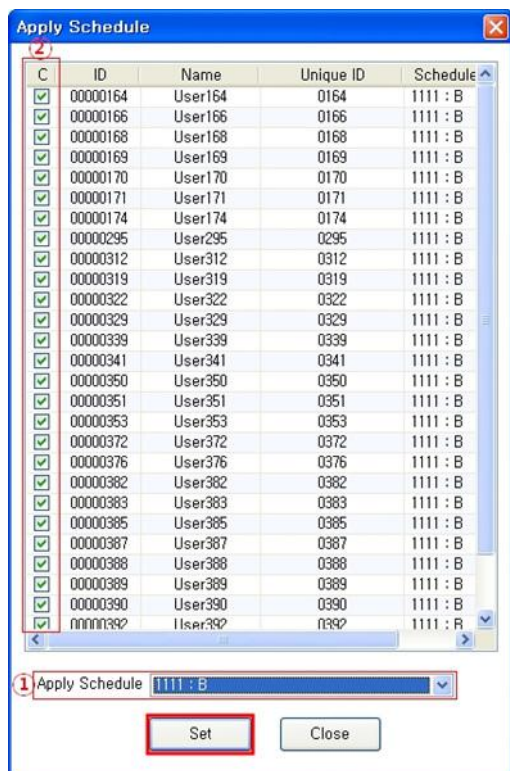 Apply Schedule
②
C ID Name Unique ID Schedule
00000164 User164 0164 1111 : B
00000166 User166 0166 1111 : B
00000168 User168 0168 1111 : B
00000169 User169 0169 1111 : B
00000170 User170 0170 1111 : B
00000171 User171 0171 1111 : B
00000174 User174 0174 1111 : B
00000295 User295 0295 1111 : B
00000312 User312 0312 1111 : B
00000319 User319 0319 1111 : B
00000322 User322 0322 1111 : B
00000329 User329 0329 1111 : B
00000339 User339 0339 1111 : B
00000341 User341 0341 1111 : B
00000350 User350 0350 1111 : B
00000351 User351 0351 1111 : B
00000353 User353 0353 1111 : B
00000372 User372 0372 1111 : B
00000376 User376 0376 1111 : B
00000382 User382 0382 1111 : B
00000383 User383 0383 1111 : B
00000385 User385 0385 1111 : B
00000387 User387 0387 1111 : B
00000388 User388 0388 1111 : B
00000389 User389 0389 1111 : B
00000390 User390 0390 1111 : B
00000392 User392 0392 1111 : B
① Apply Schedule 1111 : B
Set Close